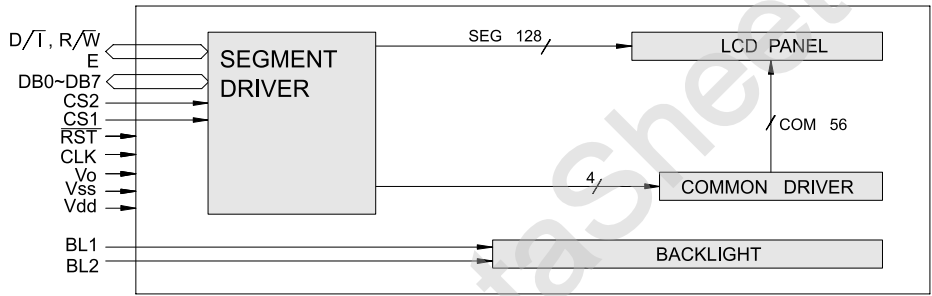 D/I̅ , R/W̅
E
DB0~DB7
CS2
CS1
R̅S̅T̅
CLK
Vo
Vss
Vdd
BL1
BL2
SEGMENT
DRIVER
SEG 128
LCD PANEL
COM 56
4
COMMON DRIVER
BACKLIGHT
taSheet